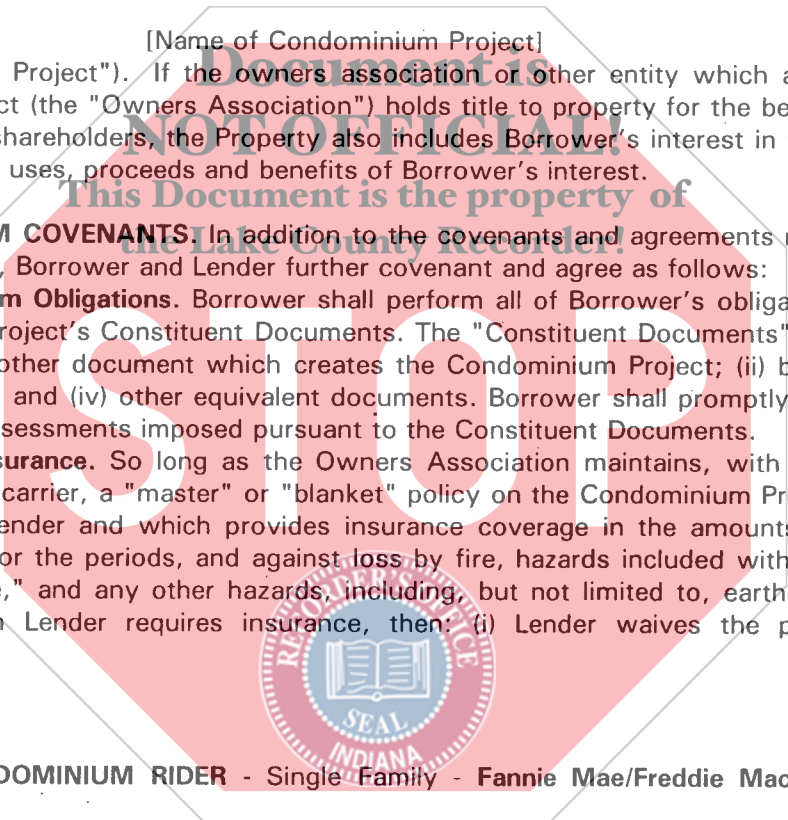 [Name of Condominium Project]
Project"). If the owners association or other entity which a
ct (the "Owners Association") holds title to property for the be
shareholders, the Property also includes Borrower's interest in
uses, proceeds and benefits of Borrower's interest.
Document is
NOT OFFICIAL!
This Document is the property of
the Lake County Recorder!
M COVENANTS. In addition to the covenants and agreements
, Borrower and Lender further covenant and agree as follows:
m Obligations. Borrower shall perform all of Borrower's obliga
roject's Constituent Documents. The "Constituent Documents"
other document which creates the Condominium Project; (ii) b
and (iv) other equivalent documents. Borrower shall promptly
ssessments imposed pursuant to the Constituent Documents.
STOP
surance. So long as the Owners Association maintains, with
carrier, a "master" or "blanket" policy on the Condominium Pr
ender and which provides insurance coverage in the amounts
or the periods, and against loss by fire, hazards included with
," and any other hazards, including, but not limited to, earth
Lender requires insurance, then: (i) Lender waives the p
RECORDER'S OFFICE
SEAL
INDIANA
DOMINIUM RIDER - Single Family - Fannie Mae/Freddie Mac